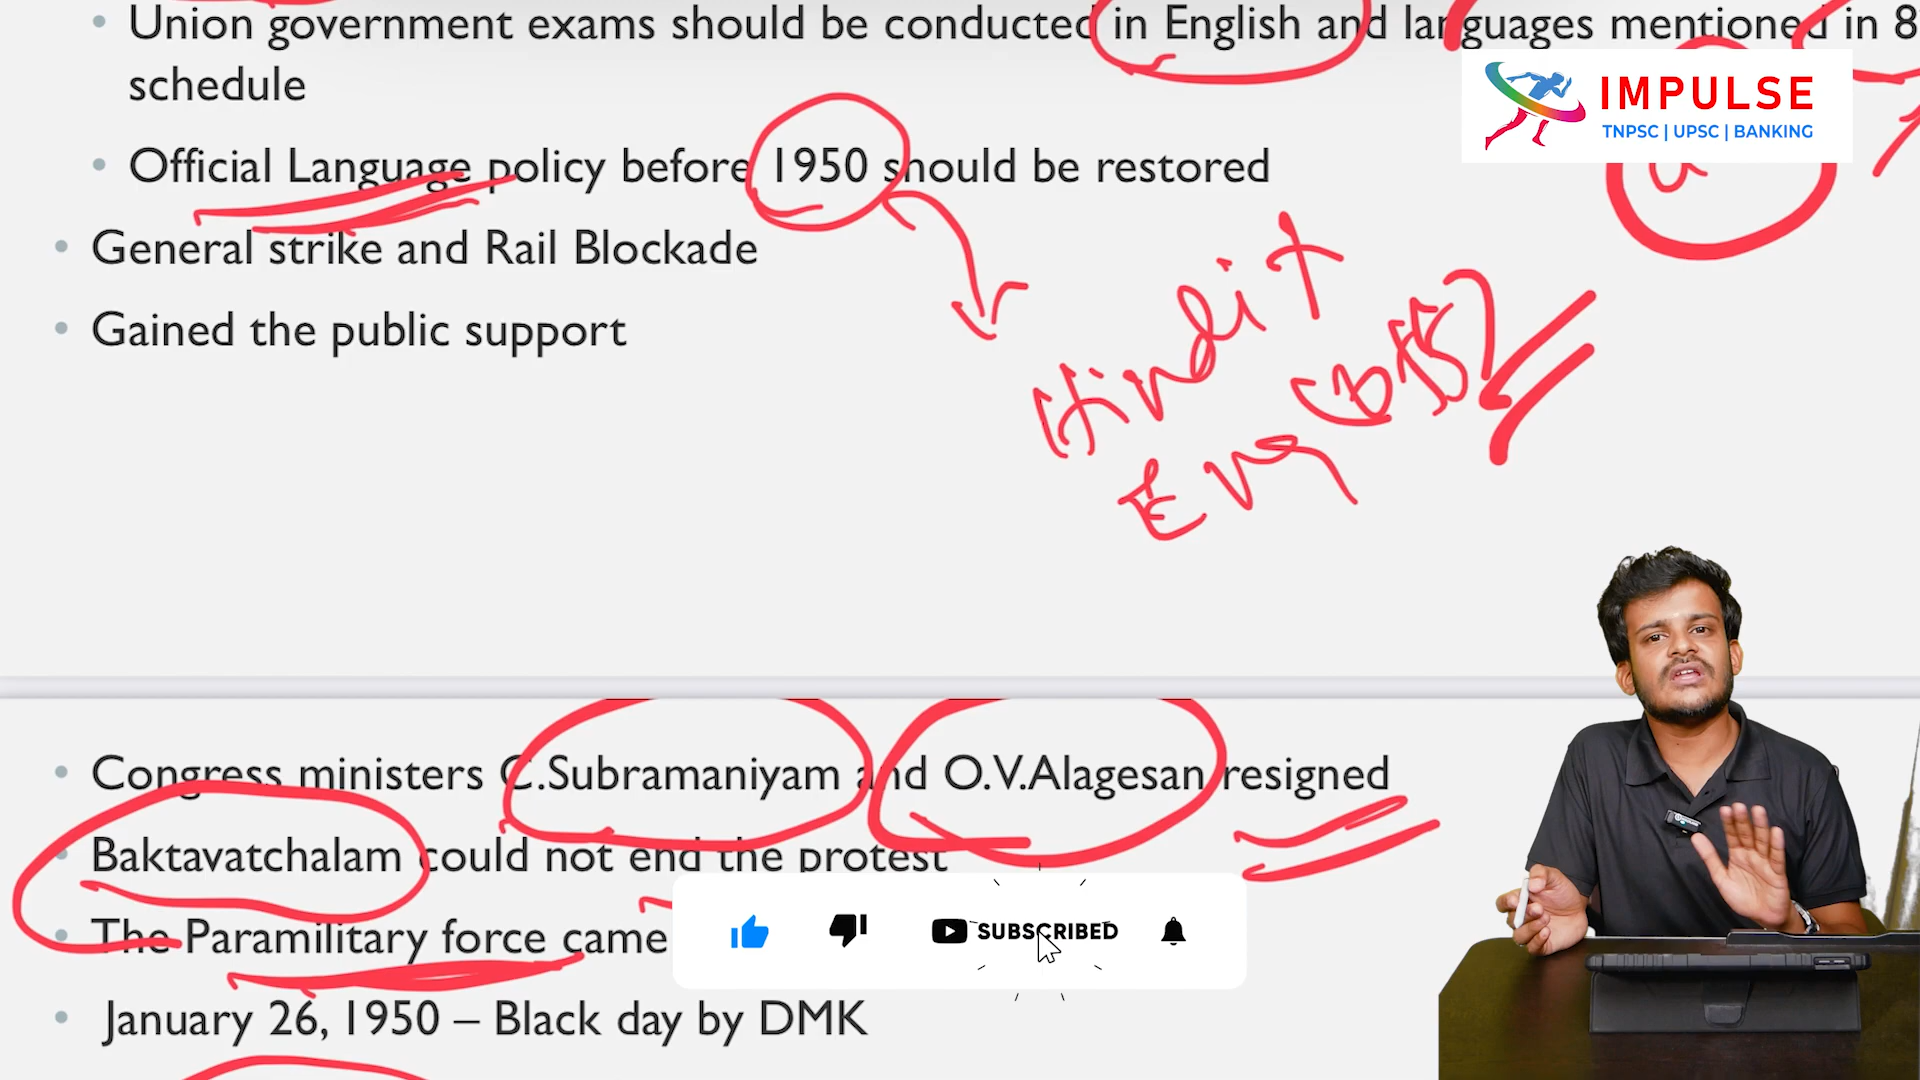 Union government exams should be conducted in English and languages mentioned in 8
schedule
IMPULSE
TNPSC | UPSC | BANKING
Official Language policy before 1950 should be restored
General strike and Rail Blockade
Gained the public support
Hindi +
Eng
Congress ministers C.Subramaniyam and O.V.Alagesan resigned
Baktavatchalam could not end the protest
The Paramilitary force came
SUBSCRIBED
January 26, 1950 – Black day by DMK